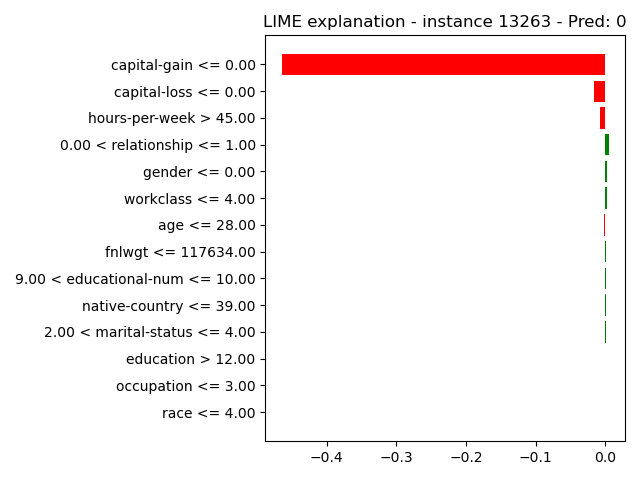 LIME explanation - instance 13263 - Pred: 0
capital-gain <= 0.00
capital-loss <= 0.00
hours-per-week > 45.00
0.00 < relationship <= 1.00
gender <= 0.00
workclass <= 4.00
age <= 28.00
fnlwgt <= 117634.00
9.00 < educational-num <= 10.00
native-country <= 39.00
2.00 < marital-status <= 4.00
education > 12.00
occupation <= 3.00
race <= 4.00
−0.4 −0.3 −0.2 −0.1 0.0